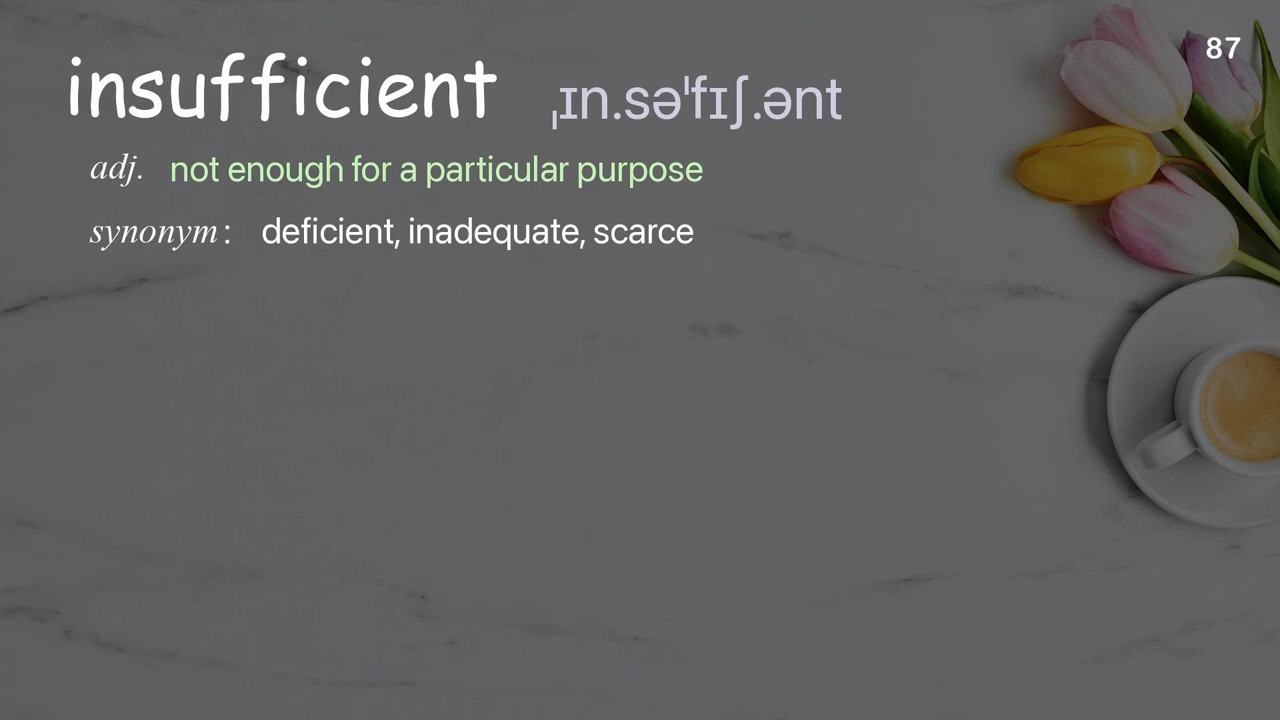 87
insufficient ˌɪn.səˈfɪʃ.ənt
adj. not enough for a particular purpose
synonym: deficient, inadequate, scarce